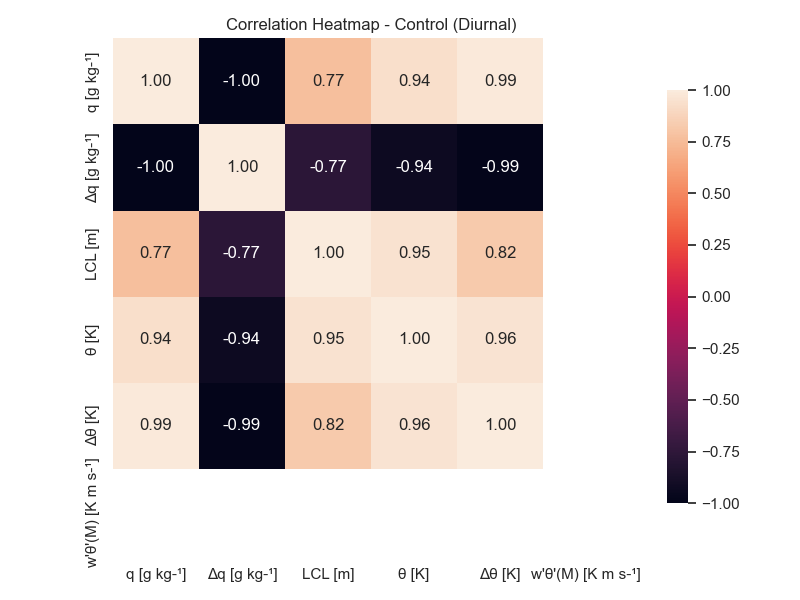 Correlation Heatmap - Control (Diurnal)
q [g kg-¹]
1.00
-1.00
0.77
0.94
0.99
Δq [g kg-¹]
-1.00
1.00
-0.77
-0.94
-0.99
LCL [m]
0.77
-0.77
1.00
0.95
0.82
θ [K]
0.94
-0.94
0.95
1.00
0.96
Δθ [K]
0.99
-0.99
0.82
0.96
1.00
w'θ'(M) [K m s-¹]
q [g kg-¹]
Δq [g kg-¹]
LCL [m]
θ [K]
Δθ [K]
w'θ'(M) [K m s-¹]
1.00
0.75
0.50
0.25
0.00
−0.25
−0.50
−0.75
−1.00